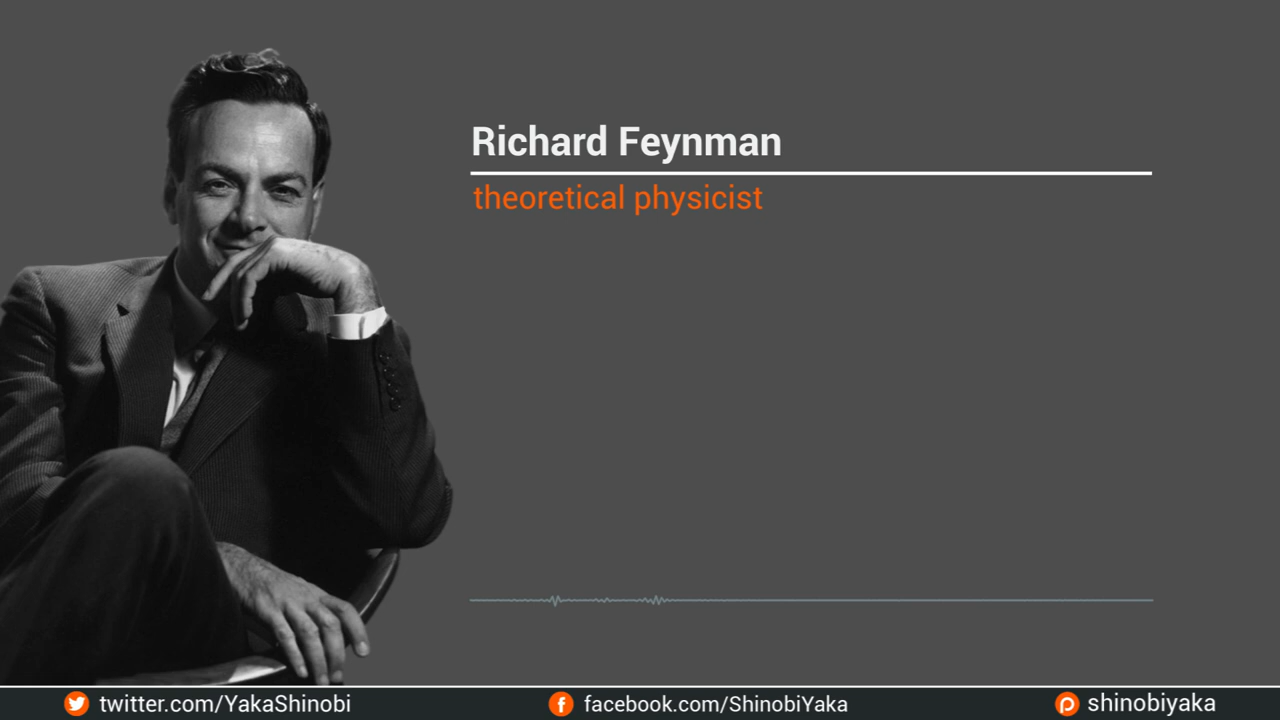 Richard Feynman
theoretical physicist
twitter.com/YakaShinobi
facebook.com/ShinobiYaka
shinobiyaka